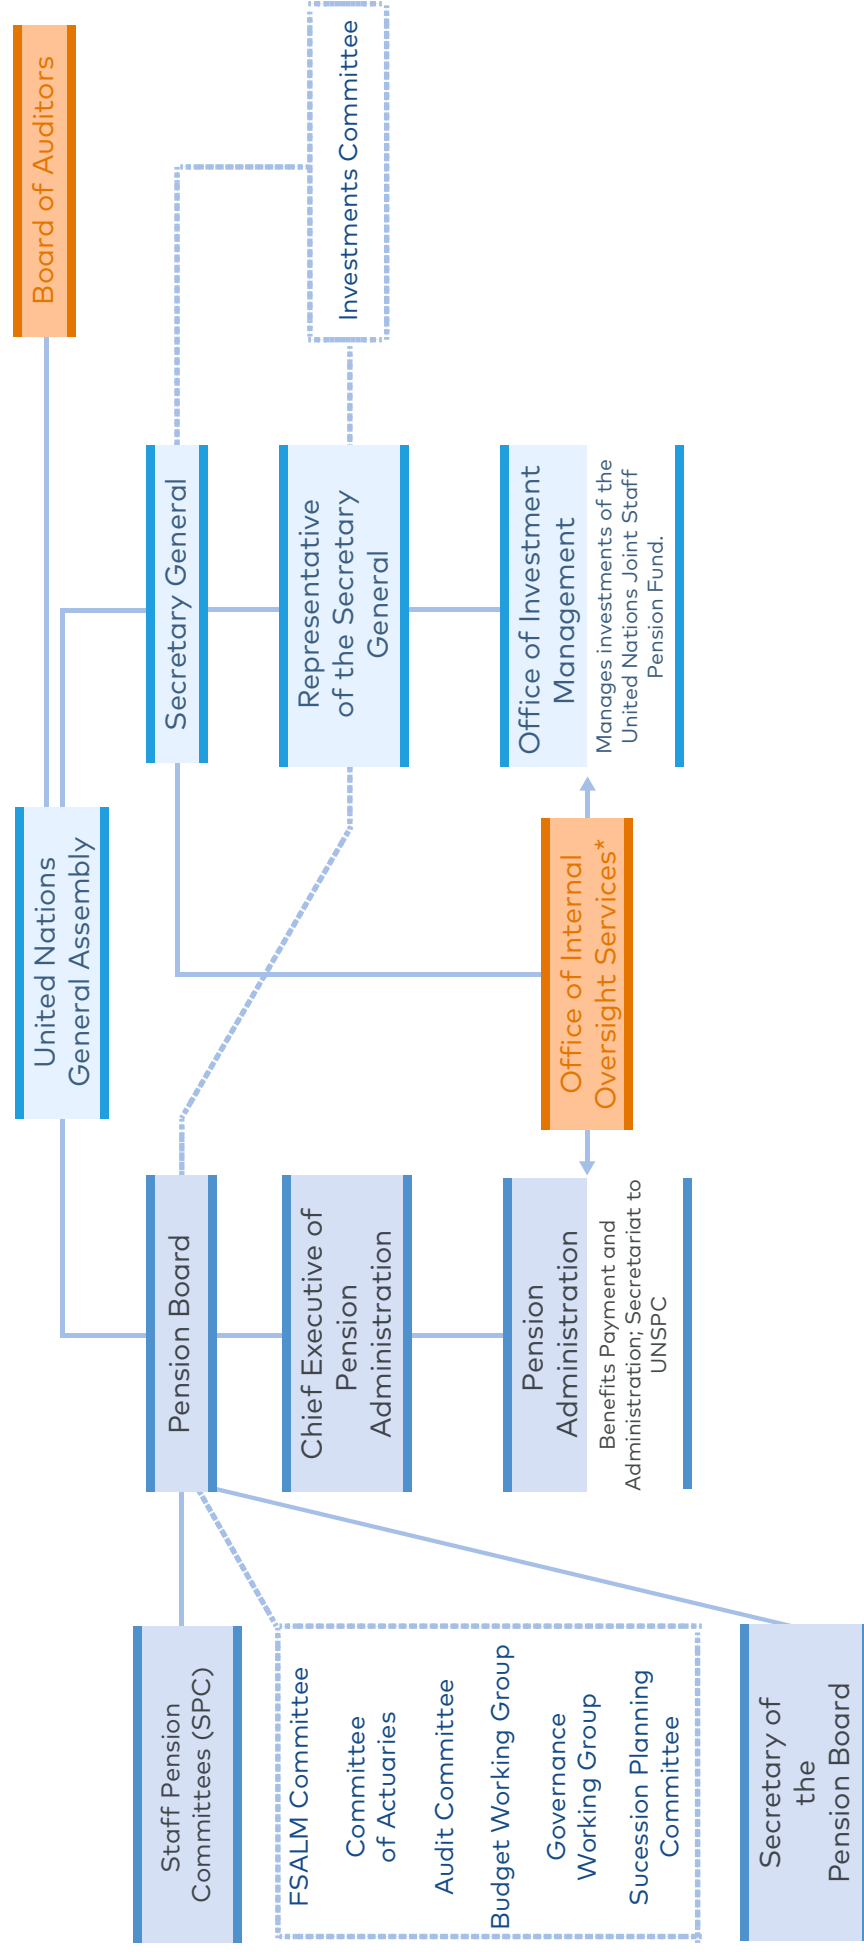 Board of Auditors
United Nations
General Assembly
Staff Pension
Committees (SPC)
Pension Board
Secretary General
FSALM Committee
Committee
of Actuaries
Audit Committee
Budget Working Group
Governance
Working Group
Sucession Planning
Committee
Chief Executive of
Pension
Administration
Representative
of the Secretary
General
Investments Committee
Pension
Administration
Benefits Payment and
Administration; Secretariat to
UNSPC
Office of Internal
Oversight Services*
Office of Investment
Management
Manages investments of the
United Nations Joint Staff
Pension Fund.
Secretary of
the
Pension Board